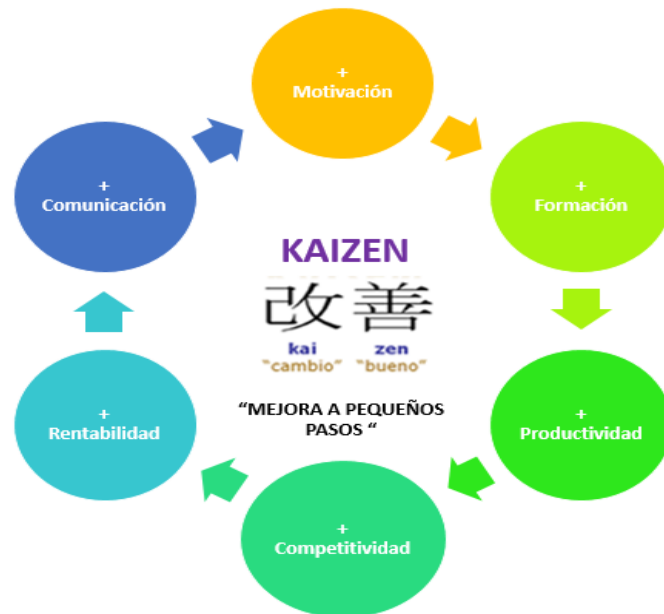 +
Motivación
+
Formación
+
Productividad
+
Competitividad
+
Rentabilidad
+
Comunicación
KAIZEN
改善
kai zen
"cambio" "bueno"
“MEJORA A PEQUEÑOS
PASOS “